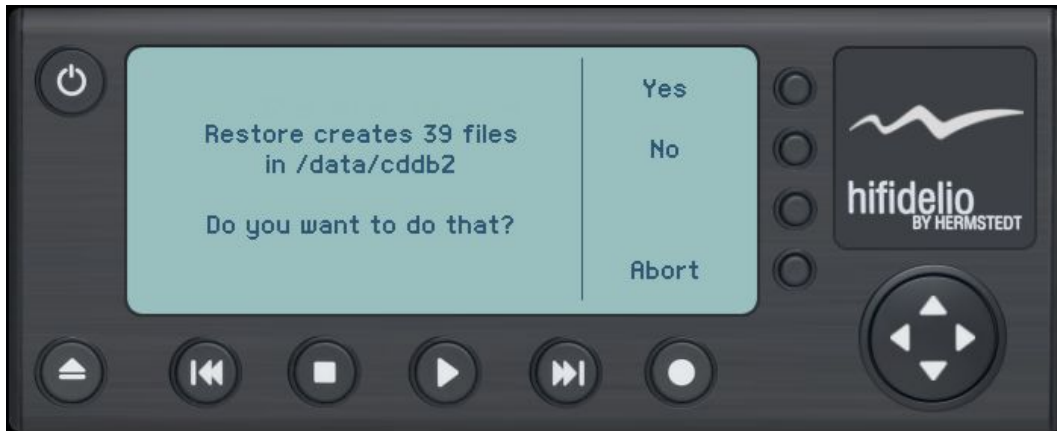 Restore creates 39 files
in /data/cddb2
Do you want to do that?
Yes
No
Abort
hifidelio
BY HERMSTEDT